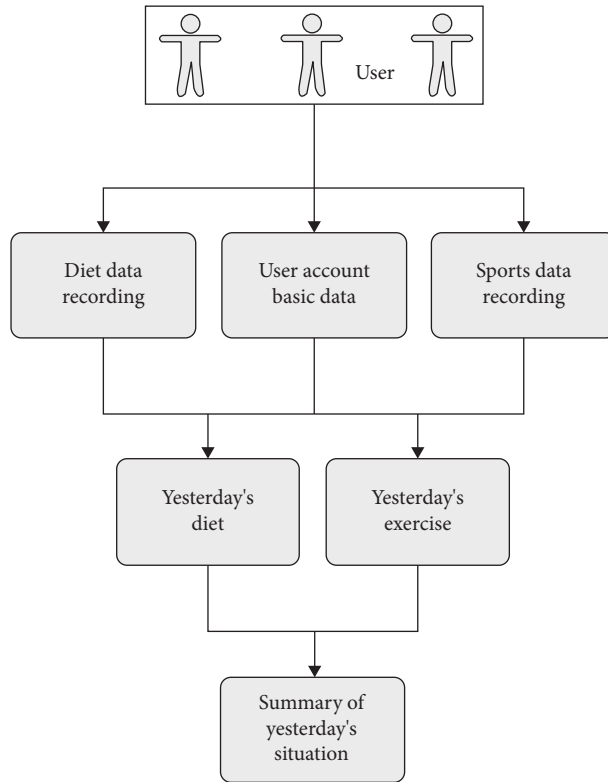 User
Diet data
recording
User account
basic data
Sports data
recording
Yesterday's
diet
Yesterday's
exercise
Summary of
yesterday's
situation